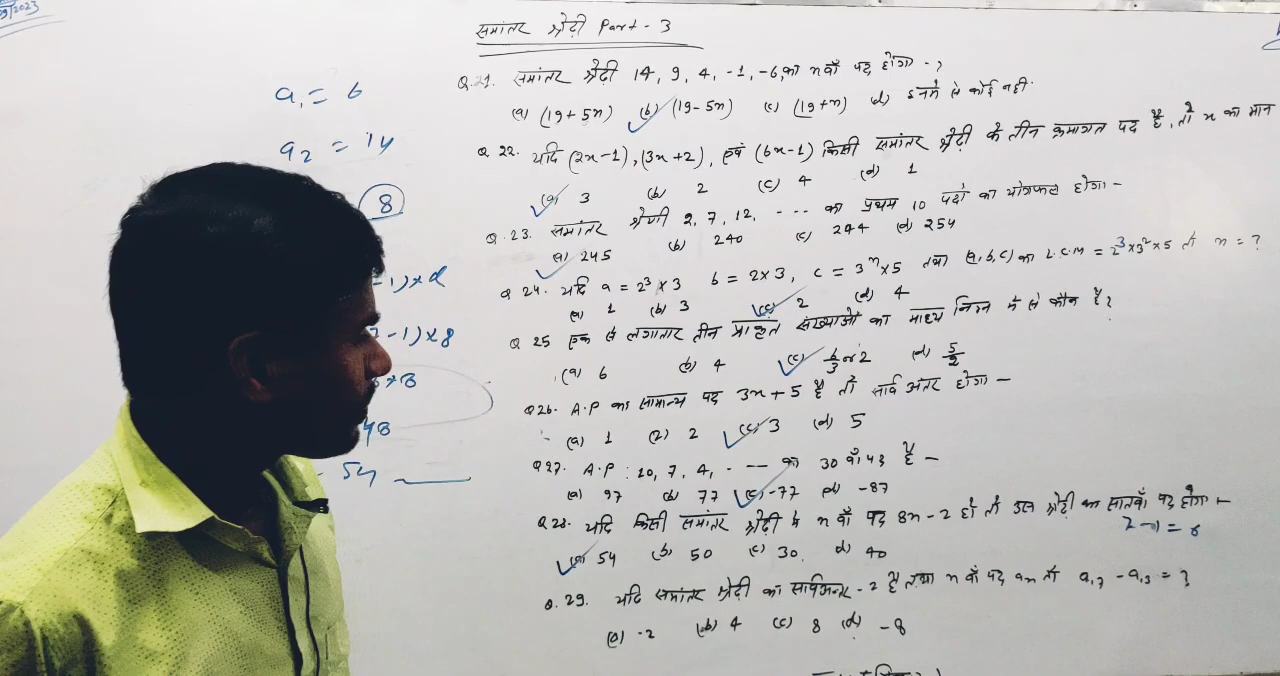 9/2023
समांतर श्रेढ़ी Part - 3
Q.21. समांतर श्रेढ़ी 14, 9, 4, -1, -6, का n वाँ पद होगा - ?
(a) (19+5n) (b) (19-5n) (c) (19+n) (d) इनमें से कोई नहीं.
Q 22. यदि (2x-1), (3x+2), एवं (6x-1) किसी समांतर श्रेढ़ी के तीन क्रमागत पद है, तो x का मान
(a) 3 (b) 2 (c) 4 (d) 1
Q.23. समांतर श्रेणी 2, 7, 12, --- का प्रथम 10 पदों का योगफल होगा -
(a) 245 (b) 240 (c) 244 (d) 254
Q 24. यदि a = 2³ × 3 b = 2×3, c = 3ⁿ×5 तथा (a, b, c) का L.C.M = 2³×3²×5 तो n = ?
(a) 1 (b) 3 (c) 2 (d) 4
Q 25 एक से लगातार तीन प्राकृत संख्याओं का माध्य निम्न में से कौन है?
(a) 6 (b) 4 (c) 6/3 or 2 (d) 5/2
Q26. A.P का सामान्य पद 3n+5 है तो सार्व अंतर होगा -
(a) 1 (2) 2 (c) 3 (d) 5
Q27. A.P : 10, 7, 4, - -- का 30 वाँ पद है -
(a) 97 (b) 77 (c) -77 (d) -87
Q.28. यदि किसी समांतर श्रेढ़ी के n वाँ पद 8n-2 हो तो उस श्रेढ़ी का सातवाँ पद होगा -
(a) 54 (b) 50 (c) 30. (d) 40
Q.29. यदि समांतर श्रेढ़ी का सार्वअन्तर -2 है तथा n वाँ पद an तो a₁₇ - a₁₃ = ?
(a) -2 (b) 4 (c) 8 (d) -8
a₁ = 6
a₂ = 14
8
-1) × d
-1) × 8
× 8
48
54